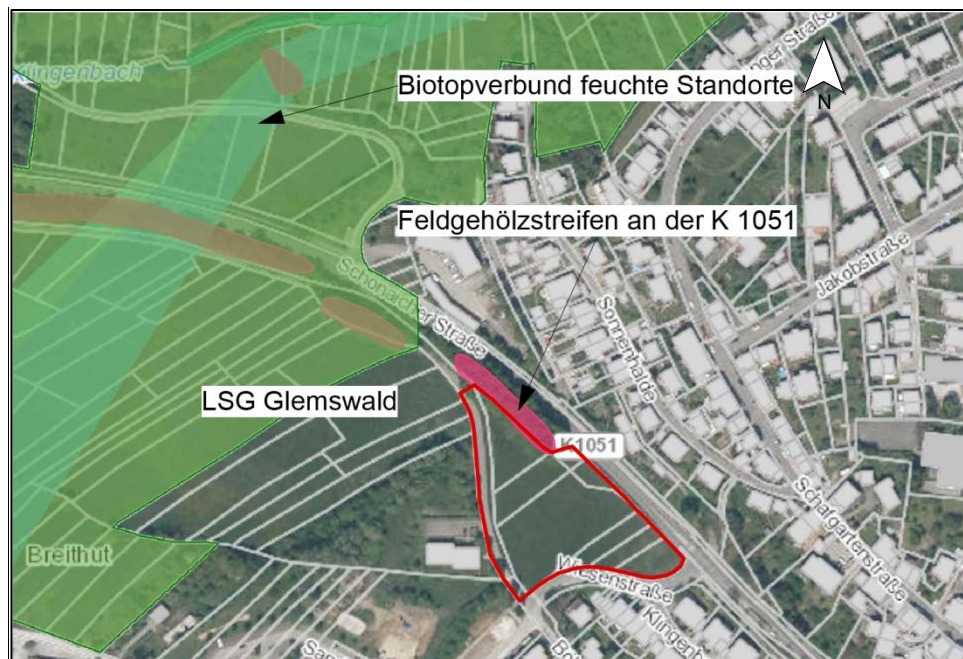 Klingenbach
Biotopverbund feuchte Standorte
N
Feldgehölzstreifen an der K 1051
Jakobstraße
Schönaicher Straße
Sonnenhalde
LSG Glemswald
K1051
Schafgartenstraße
Breithut
Wiesenstraße